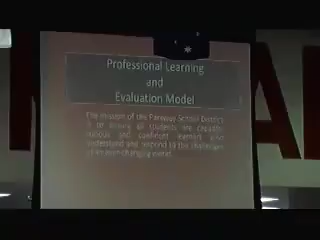 Professional Learning
and
Evaluation Model
The mission of the Parkway School District
is to ensure all students are capable,
curious and confident learners who
understand and respond to the challenges
of an ever-changing world.